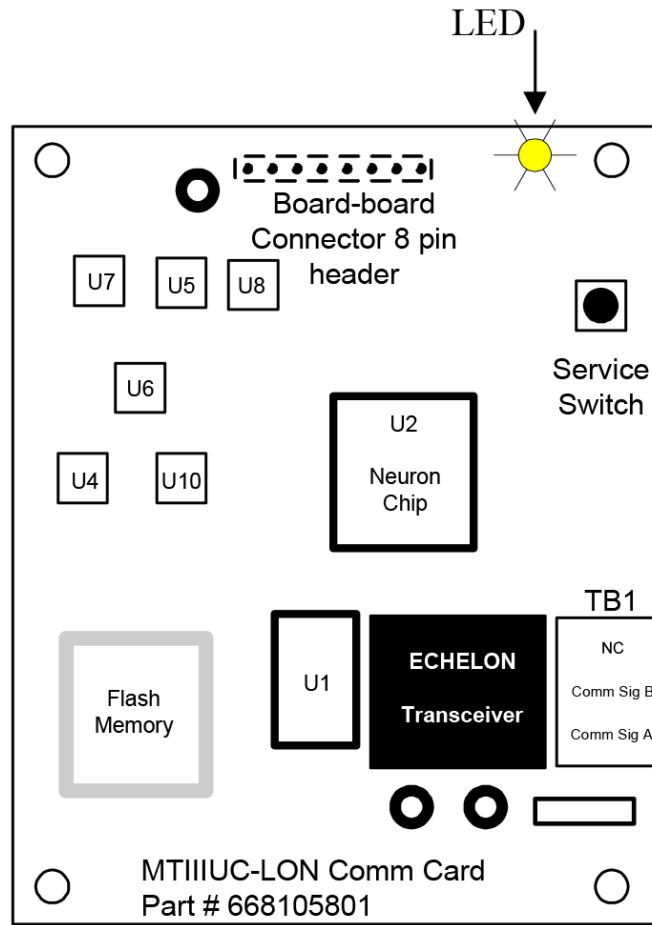 LED
Board-board
Connector 8 pin
header
U7
U5
U8
Service
Switch
U6
U2
Neuron
Chip
U4
U10
TB1
NC
Comm Sig B
Comm Sig A
ECHELON
Transceiver
U1
Flash
Memory
MTIIIUC-LON Comm Card
Part # 668105801